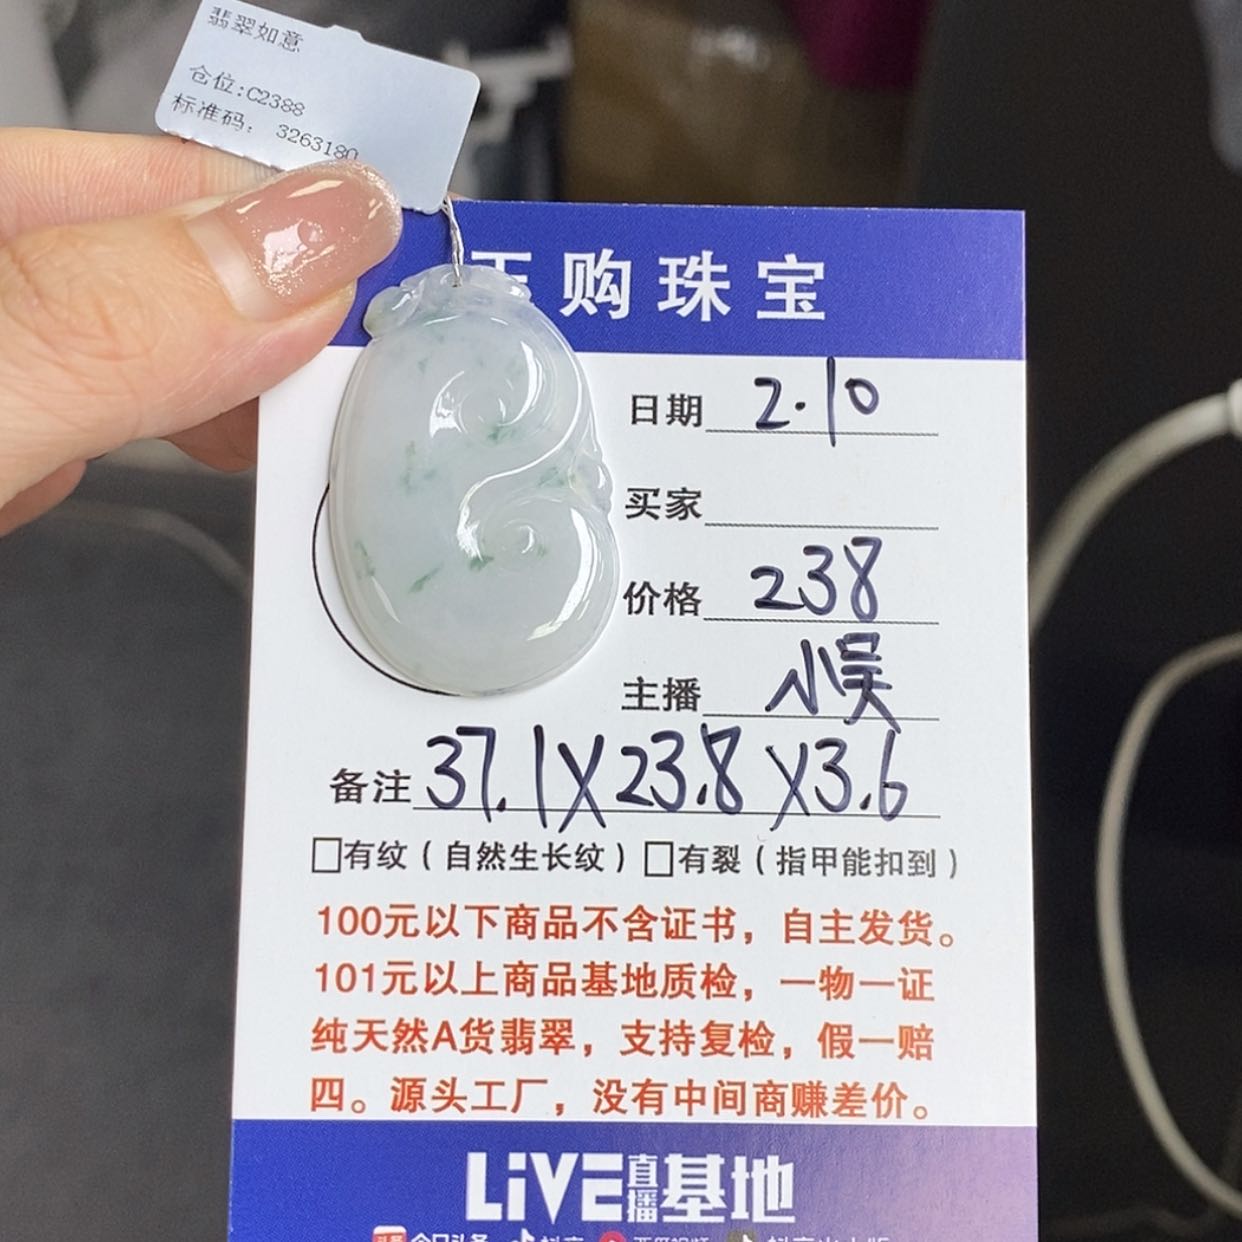 翡翠如意
仓位:C2388
标准码: 3263180
玉购珠宝
日期 2.10
买家
价格 238
主播 小吴
备注 37.1X23.8X3.6
□有纹(自然生长纹)□有裂(指甲能扣到)
100元以下商品不含证书,自主发货。
101元以上商品基地质检,一物一证
纯天然A货翡翠,支持复检,假一赔
四。源头工厂,没有中间商赚差价。
LiVE直播基地